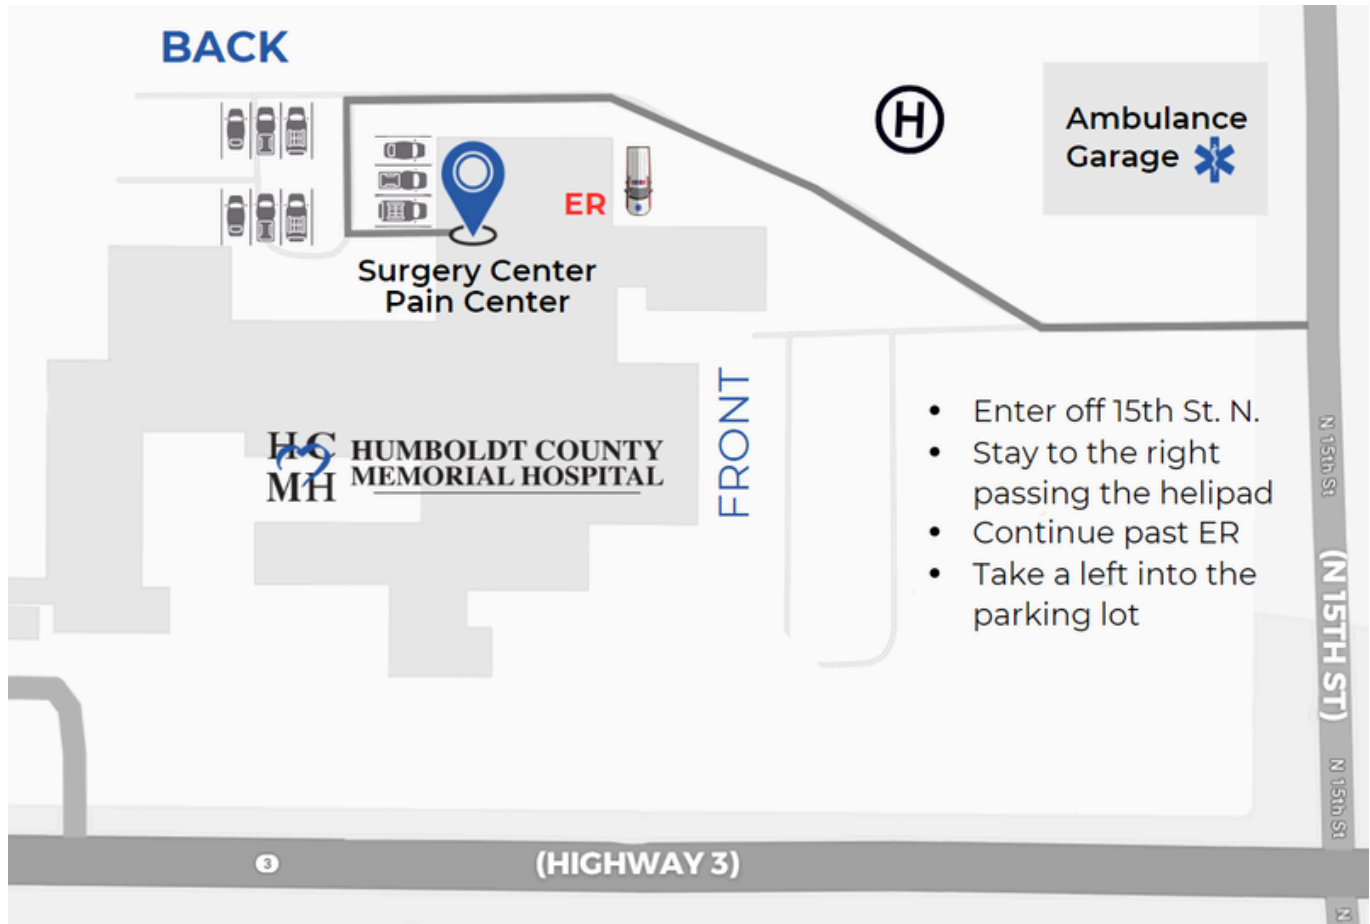 BACK
H
Ambulance
Garage
ER
Surgery Center
Pain Center
FRONT
HC
MH
HUMBOLDT COUNTY
MEMORIAL HOSPITAL
• Enter off 15th St. N.
• Stay to the right
passing the helipad
• Continue past ER
• Take a left into the
parking lot
N 15th St
(N 15TH ST)
N 15th St
3
(HIGHWAY 3)
N